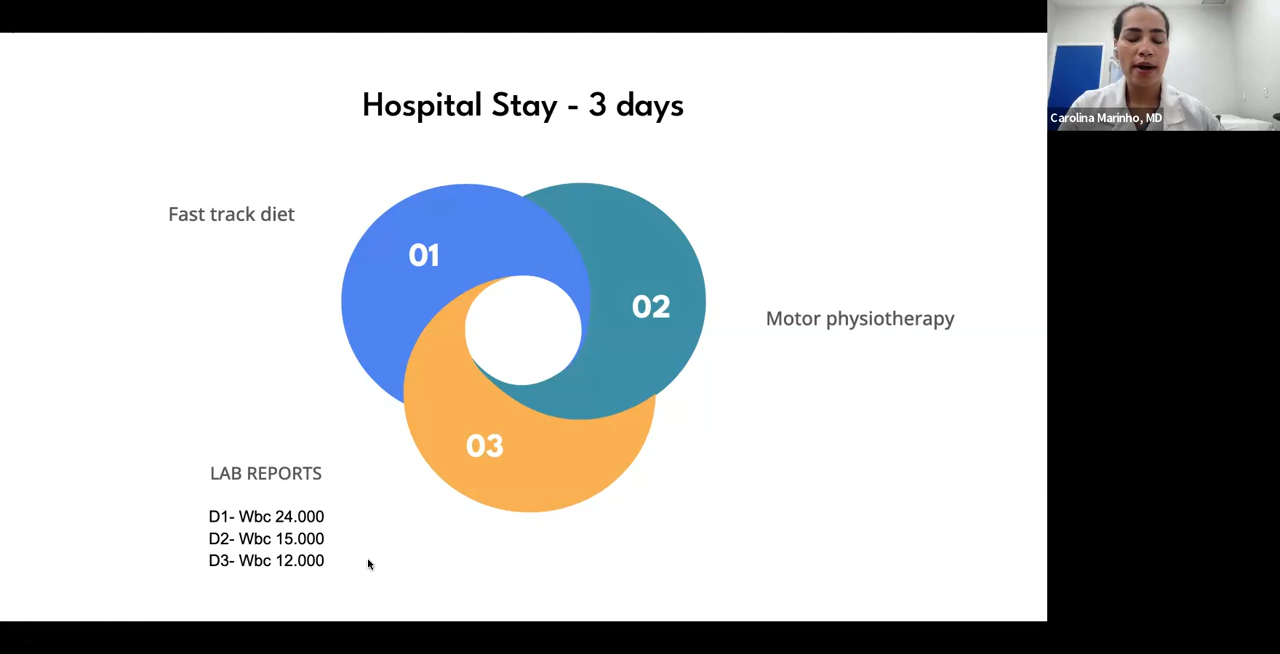 Hospital Stay - 3 days
Carolina Marinho, MD
Fast track diet
01
02
Motor physiotherapy
03
LAB REPORTS
D1- Wbc 24.000
D2- Wbc 15.000
D3- Wbc 12.000